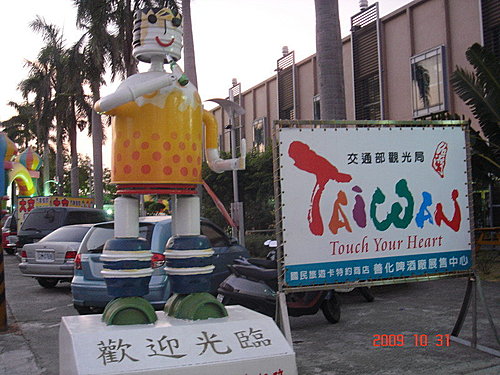 交通部觀光局
TAIWAN
Touch Your Heart
國民旅遊卡特約商店 善化啤酒廠展售中心
歡迎光臨
2009 10 31